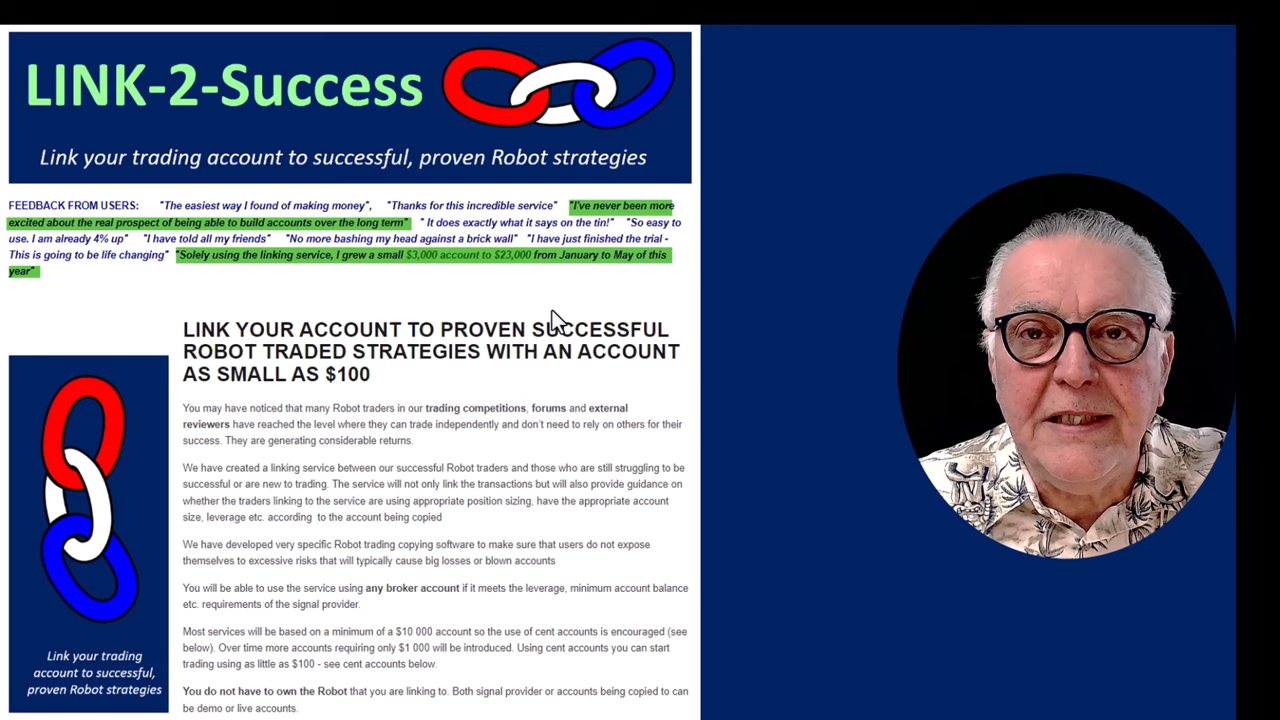 LINK-2-Success
Link your trading account to successful, proven Robot strategies
FEEDBACK FROM USERS: "The easiest way I found of making money", "Thanks for this incredible service" "I've never been more
excited about the real prospect of being able to build accounts over the long term" " It does exactly what it says on the tin!" "So easy to
use. I am already 4% up" "I have told all my friends" "No more bashing my head against a brick wall" "I have just finished the trial -
This is going to be life changing" "Solely using the linking service, I grew a small $3,000 account to $23,000 from January to May of this
year"
LINK YOUR ACCOUNT TO PROVEN SUCCESSFUL
ROBOT TRADED STRATEGIES WITH AN ACCOUNT
AS SMALL AS $100
You may have noticed that many Robot traders in our trading competitions, forums and external
reviewers have reached the level where they can trade independently and don't need to rely on others for their
success. They are generating considerable returns.
We have created a linking service between our successful Robot traders and those who are still struggling to be
successful or are new to trading. The service will not only link the transactions but will also provide guidance on
whether the traders linking to the service are using appropriate position sizing, have the appropriate account
size, leverage etc. according to the account being copied
We have developed very specific Robot trading copying software to make sure that users do not expose
themselves to excessive risks that will typically cause big losses or blown accounts
You will be able to use the service using any broker account if it meets the leverage, minimum account balance
etc. requirements of the signal provider.
Most services will be based on a minimum of a $10 000 account so the use of cent accounts is encouraged (see
below). Over time more accounts requiring only $1 000 will be introduced. Using cent accounts you can start
trading using as little as $100 - see cent accounts below.
You do not have to own the Robot that you are linking to. Both signal provider or accounts being copied to can
be demo or live accounts.
Link your trading
account to successful,
proven Robot strategies